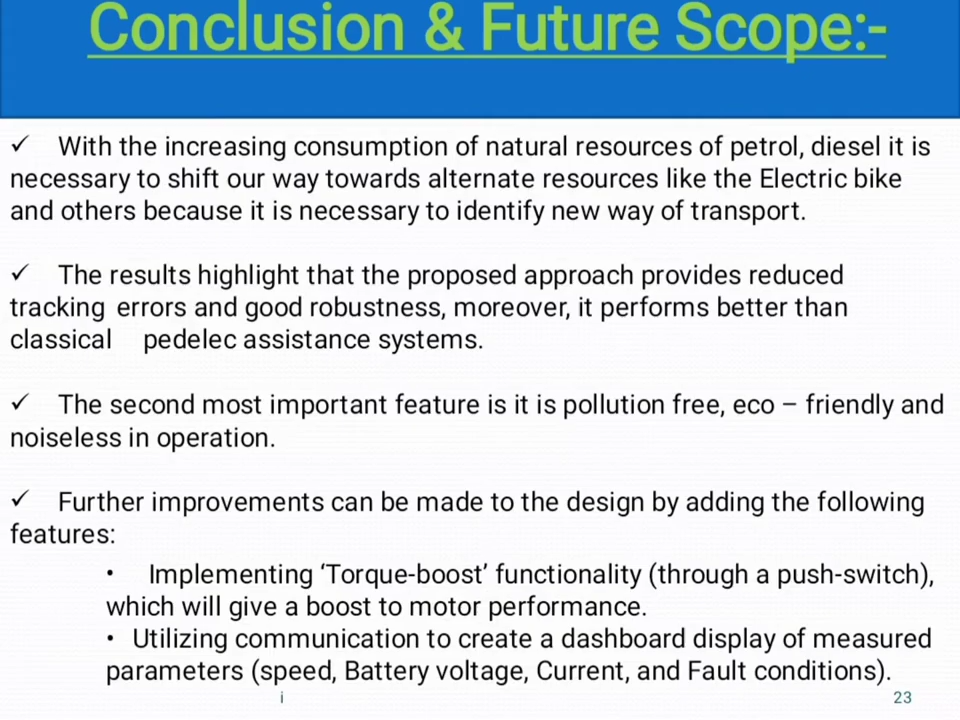 Conclusion & Future Scope:-
✓ With the increasing consumption of natural resources of petrol, diesel it is
necessary to shift our way towards alternate resources like the Electric bike
and others because it is necessary to identify new way of transport.
✓ The results highlight that the proposed approach provides reduced
tracking errors and good robustness, moreover, it performs better than
classical pedelec assistance systems.
✓ The second most important feature is it is pollution free, eco – friendly and
noiseless in operation.
✓ Further improvements can be made to the design by adding the following
features:
• Implementing ‘Torque-boost’ functionality (through a push-switch),
which will give a boost to motor performance.
• Utilizing communication to create a dashboard display of measured
parameters (speed, Battery voltage, Current, and Fault conditions).
i 23